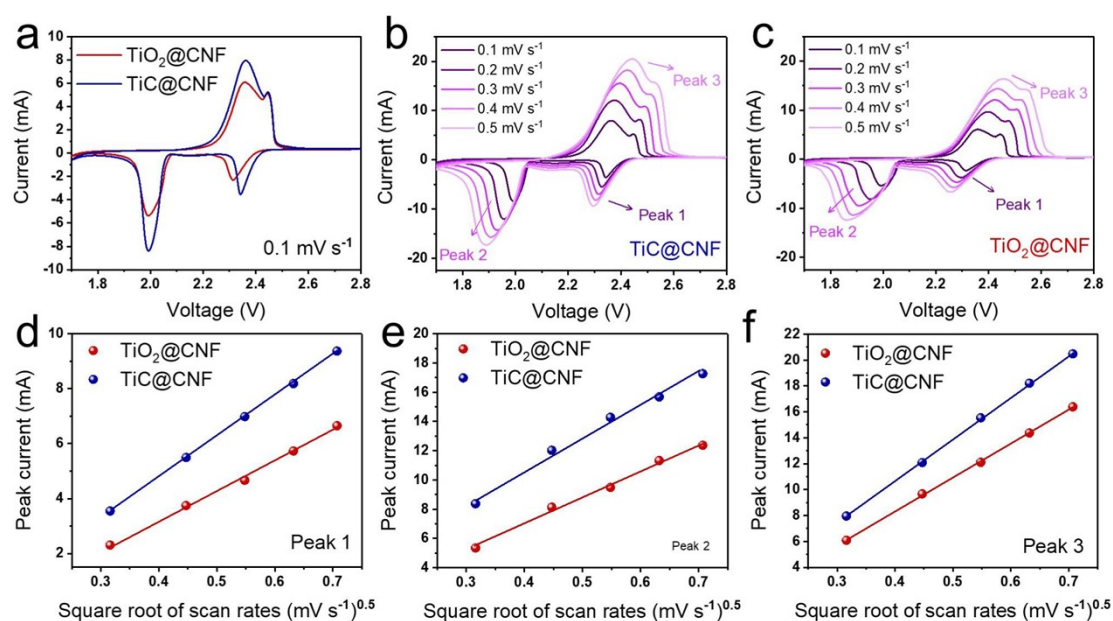 a
TiO₂@CNF
TiC@CNF
0.1 mV s⁻¹
Current (mA)
10
8
6
4
2
0
-2
-4
-6
-8
-10
1.8 2.0 2.2 2.4 2.6 2.8
Voltage (V)
b
0.1 mV s⁻¹
0.2 mV s⁻¹
0.3 mV s⁻¹
0.4 mV s⁻¹
0.5 mV s⁻¹
Peak 3
Peak 1
Peak 2
TiC@CNF
Current (mA)
25
20
15
10
5
0
-5
-10
-15
-20
1.8 2.0 2.2 2.4 2.6 2.8
Voltage (V)
c
0.1 mV s⁻¹
0.2 mV s⁻¹
0.3 mV s⁻¹
0.4 mV s⁻¹
0.5 mV s⁻¹
Peak 3
Peak 1
Peak 2
TiO₂@CNF
Current (mA)
25
20
15
10
5
0
-5
-10
-15
-20
1.8 2.0 2.2 2.4 2.6 2.8
Voltage (V)
d
TiO₂@CNF
TiC@CNF
Peak 1
Peak current (mA)
10
8
6
4
2
0.3 0.4 0.5 0.6 0.7
Square root of scan rates (mV s⁻¹)⁰·⁵
e
TiO₂@CNF
TiC@CNF
Peak 2
Peak current (mA)
20
18
16
14
12
10
8
6
4
0.3 0.4 0.5 0.6 0.7
Square root of scan rates (mV s⁻¹)⁰·⁵
f
TiO₂@CNF
TiC@CNF
Peak 3
Peak current (mA)
22
20
18
16
14
12
10
8
6
4
0.3 0.4 0.5 0.6 0.7
Square root of scan rates (mV s⁻¹)⁰·⁵